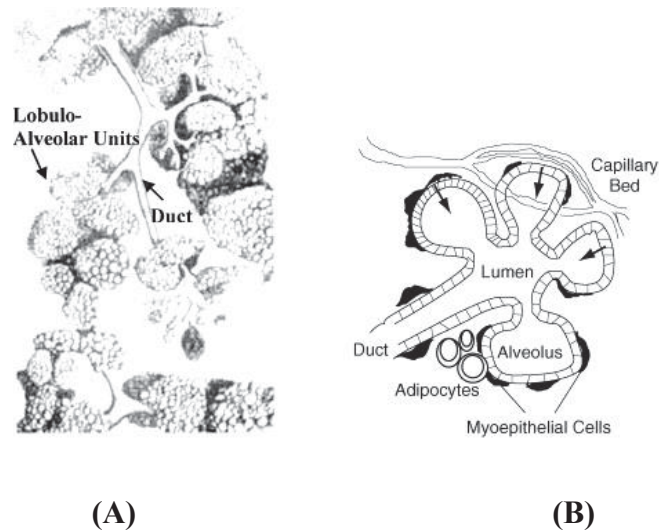 Lobulo-
Alveolar Units
Duct
Capillary
Bed
Lumen
Duct
Alveolus
Adipocytes
Myoepithelial Cells
(A)
(B)